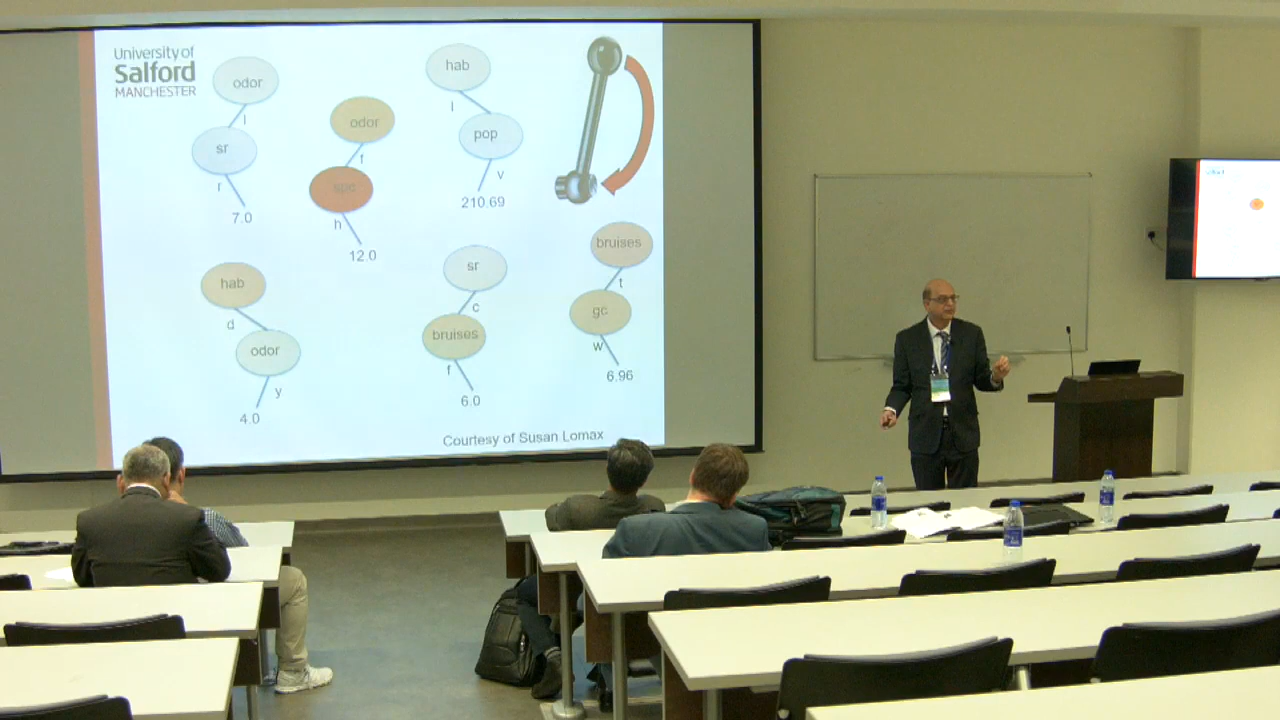 University of
Salford
MANCHESTER
odor
i
sr
r
7.0
odor
f
spc
h
12.0
hab
l
pop
v
210.69
hab
d
odor
y
4.0
sr
c
bruises
f
6.0
bruises
t
gc
w
6.96
Courtesy of Susan Lomax